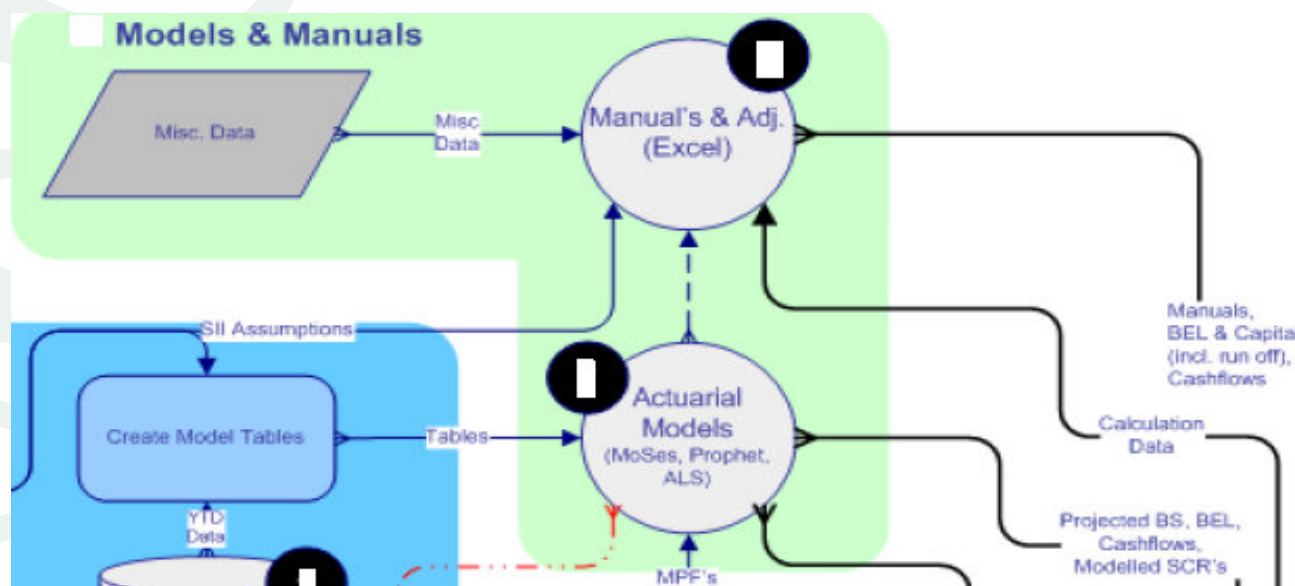 Models & Manuals
Misc. Data
Misc
Data
Manual's & Adj.
(Excel)
SII Assumptions
Manuals,
BEL & Capita
(incl. run off),
Cashflows
Create Model Tables
Tables
Actuarial
Models
(MoSes, Prophet,
ALS)
Calculation
Data
YTD
Data
Projected BS, BEL,
Cashflows,
Modelled SCR's
MPF's